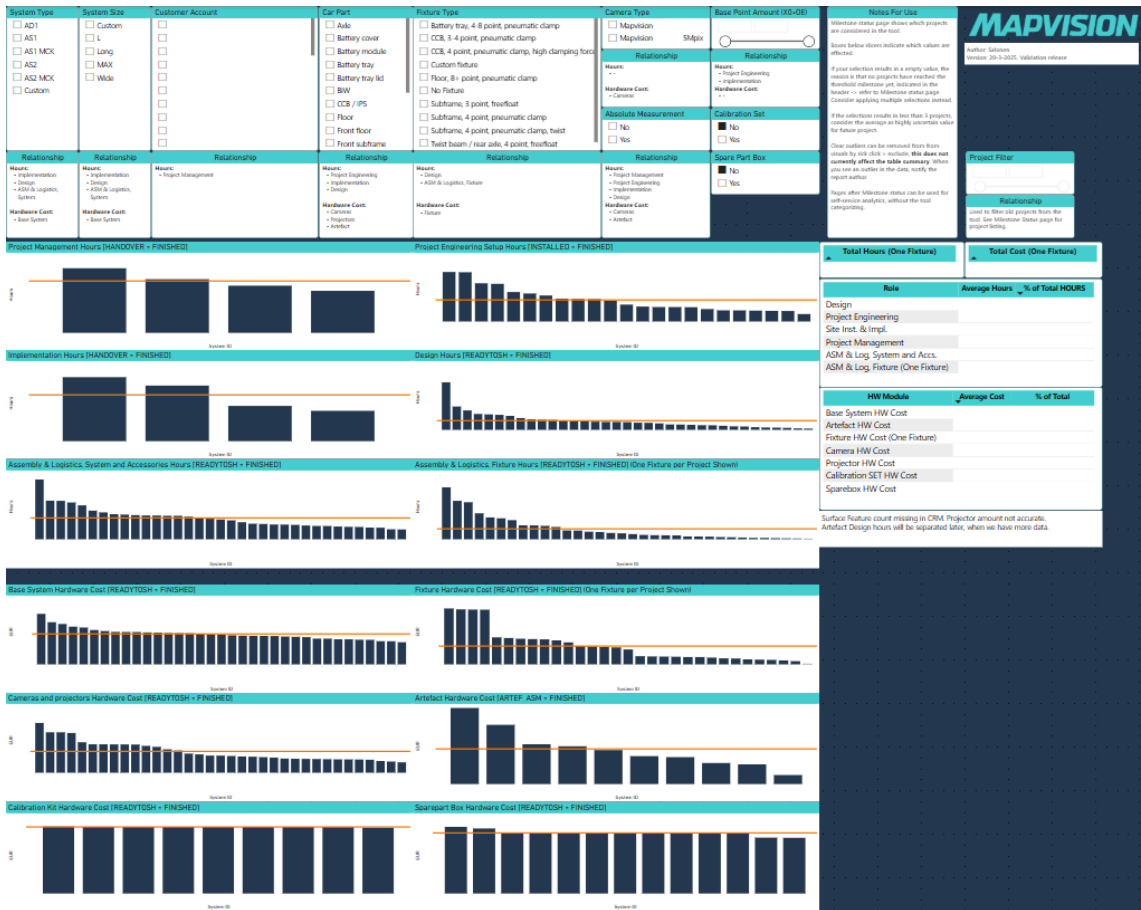 System Type
AD1
AS1
AS1 MCK
AS2
AS2 MCK
Custom
System Size
Custom
L
Long
MAX
Wide
Customer Account
Car Part
Axle
Battery cover
Battery module
Battery tray
Battery tray lid
BIW
CCB / IPS
Floor
Front floor
Front subframe
Fixture Type
Battery tray, 4-8 point, pneumatic clamp
CCB, 3-4 point, pneumatic clamp
CCB, 4 point, pneumatic clamp, high clamping force
Custom fixture
Floor, 8+ point, pneumatic clamp
No Fixture
Subframe, 3 point, freefloat
Subframe, 4 point, pneumatic clamp
Subframe, 4 point, pneumatic clamp, twist
Twist beam / rear axle, 4 point, freefloat
Camera Type
Mapvision
Mapvision 5Mpix
Relationship
Hours:
• -
Hardware Cost:
• Cameras
Absolute Measurement
No
Yes
Base Point Amount (XG+OE)
Relationship
Hours:
• Project Engineering
• Implementation
Hardware Cost:
• -
Calibration Set
No
Yes
Spare Part Box
No
Yes
Relationship
Hours:
• Implementation
• Design
• ASM & Logistics,
System
Hardware Cost:
• Base System
Relationship
Hours:
• Implementation
• Design
• ASM & Logistics,
System
Hardware Cost:
• Base System
Relationship
Hours:
• Project Management
Relationship
Hours:
• Project Engineering
• Implementation
• Design
Hardware Cost:
• Cameras
• Projectors
• Artefact
Relationship
Hours:
• Design
• ASM & Logistics, Fixture
Hardware Cost:
• Fixture
Relationship
Hours:
• Project Management
• Project Engineering
• Implementation
• Design
Hardware Cost:
• Cameras
• Artefact
Notes For Use
Milestone status page shows which projects
are considered in the tool.
Boxes below slicers indicate which values are
effected.
If your selection results in a empty value, the
reason is that no projects have reached the
threshold milestone yet, indicated in the
header -> refer to Milestone status page
Consider applying multiple selections instead.
If the selections results in less than 3 projects,
consider the average as highly uncertain value
for future project.
Clear outliers can be removed from from
visuals by rick click > exclude, this does not
currently affect the table summary. When
you see an outlier in the data, notify the
report author
Pages after Milestone status can be used for
self-service analytics, without the tool
categorizing.
MAPVISION
Author: Salonen
Version: 20-3-2025. Validation release
Project Filter
Relationship
Used to filter old projects from the
tool. See Milestone Status page for
project listing.
Project Management Hours [HANDOVER + FINISHED]
Hours
System ID
Project Engineering Setup Hours [INSTALLED + FINISHED]
System ID
Implementation Hours [HANDOVER + FINISHED]
Hours
Design Hours [READYTOSH + FINISHED]
Assembly & Logistics, System and Accessories Hours [READYTOSH + FINISHED]
Hours
System ID
Assembly & Logistics, Fixture Hours [READYTOSH + FINISHED] (One Fixture per Project Shown)
System ID
Base System Hardware Cost [READYTOSH + FINISHED]
EUR
System ID
Fixture Hardware Cost [READYTOSH + FINISHED] (One Fixture per Project Shown)
EUR
System ID
Cameras and projectors Hardware Cost [READYTOSH + FINISHED]
EUR
System ID
Artefact Hardware Cost [ARTEF_ASM + FINISHED]
EUR
System ID
Calibration Kit Hardware Cost [READYTOSH + FINISHED]
EUR
System ID
Sparepart Box Hardware Cost [READYTOSH + FINISHED]
EUR
System ID
Total Hours (One Fixture)
Total Cost (One Fixture)
Role Average Hours % of Total HOURS
Design
Project Engineering
Site Inst. & Impl.
Project Management
ASM & Log, System and Accs.
ASM & Log, Fixture (One Fixture)
HW Module Average Cost % of Total
Base System HW Cost
Artefact HW Cost
Fixture HW Cost (One Fixture)
Camera HW Cost
Projector HW Cost
Calibration SET HW Cost
Sparebox HW Cost
Surface Feature count missing in CRM. Projector amount not accurate.
Artefact Design hours will be separated later, when we have more data.